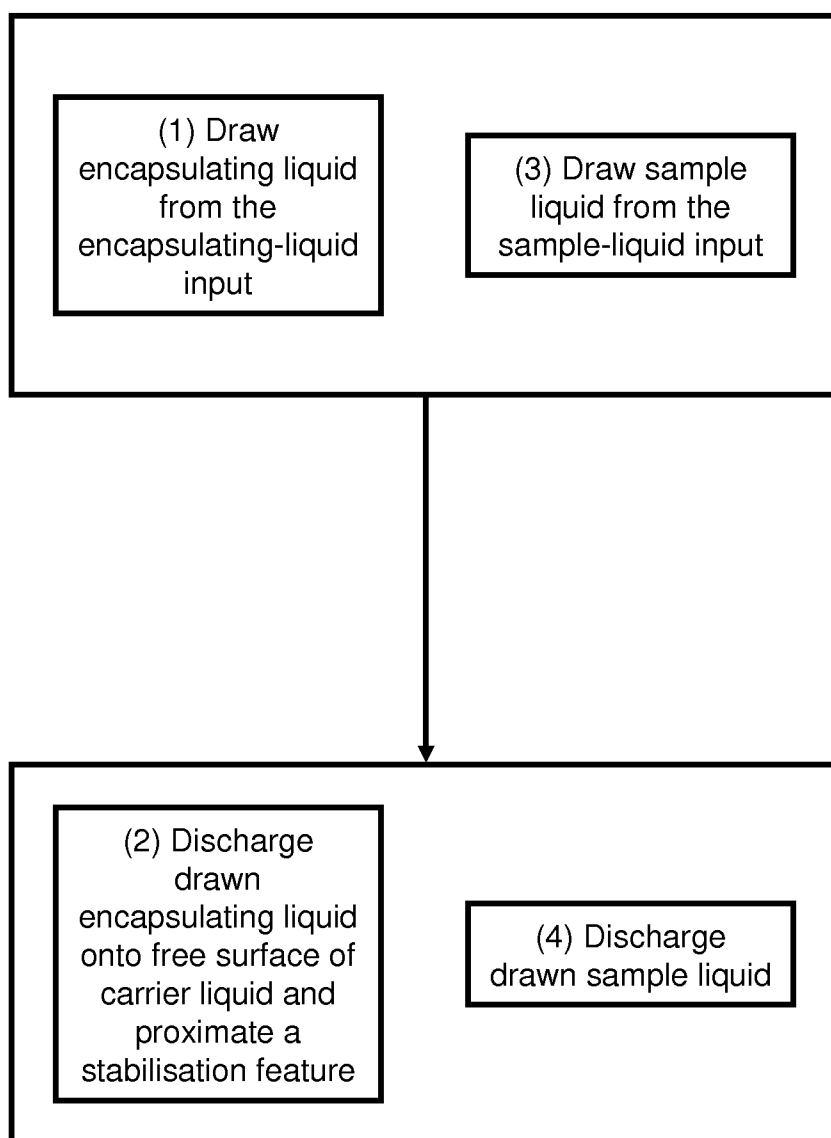 (1) Draw
encapsulating liquid
from the
encapsulating-liquid
input
(3) Draw sample
liquid from the
sample-liquid input
(2) Discharge
drawn
encapsulating liquid
onto free surface of
carrier liquid and
proximate a
stabilisation feature
(4) Discharge
drawn sample liquid